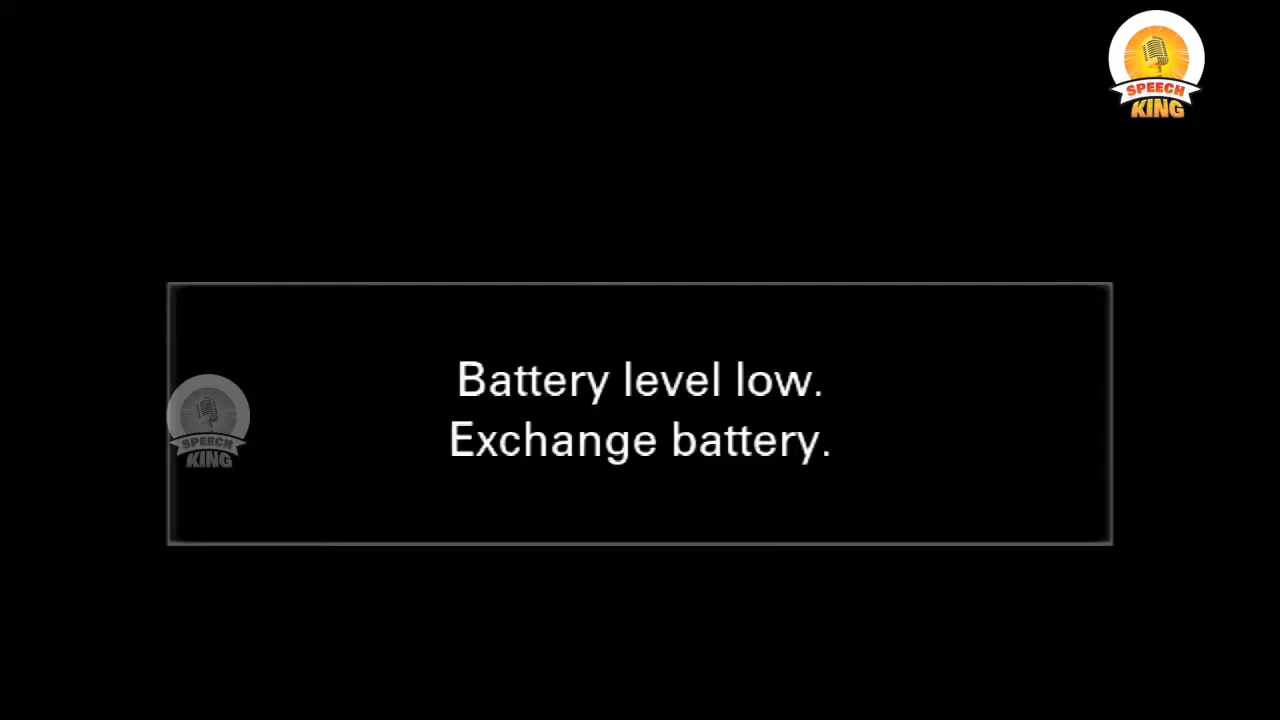 SPEECH
KING
Battery level low.
Exchange battery.
SPEECH
KING